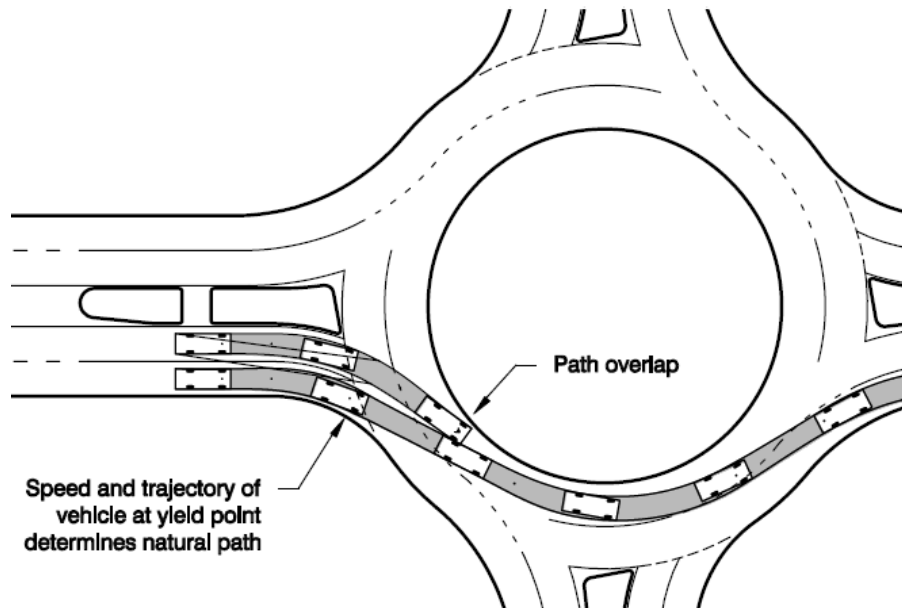 Path overlap
Speed and trajectory of
vehicle at yield point
determines natural path